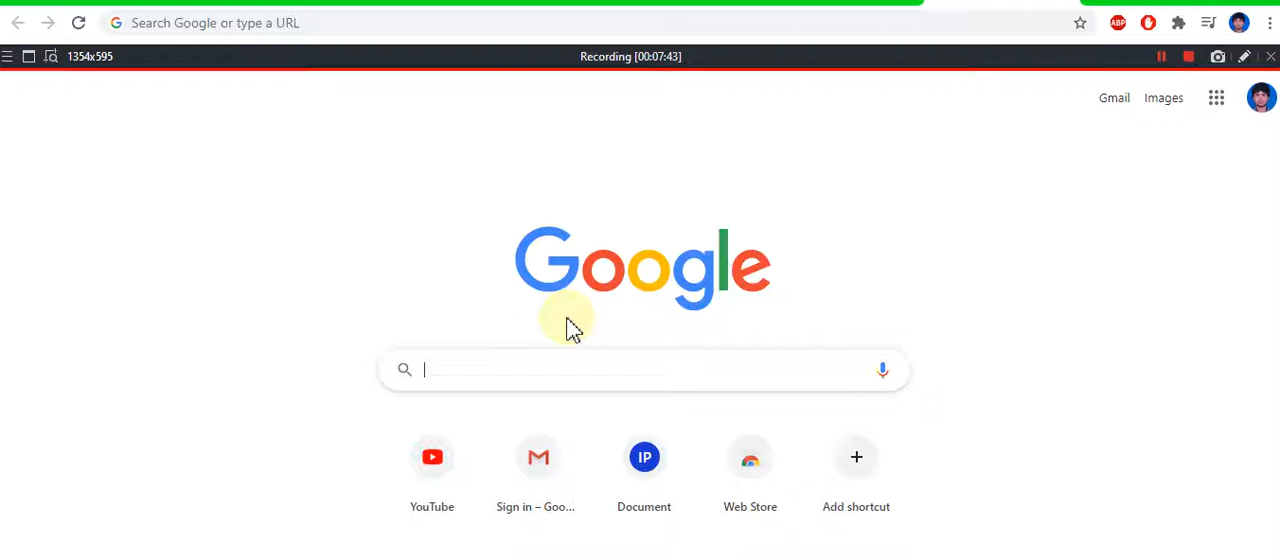 Search Google or type a URL
ABP
1354x595
Recording [00:07:43]
Gmail Images
Google
IP
YouTube
Sign in – Goo...
Document
Web Store
Add shortcut